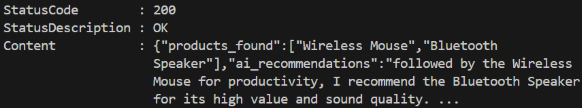 StatusCode        : 200
StatusDescription : OK
Content           : {"products_found":["Wireless Mouse","Bluetooth
                    Speaker"],"ai_recommendations":"followed by the Wireless
                    Mouse for productivity, I recommend the Bluetooth Speaker
                    for its high value and sound quality. ...